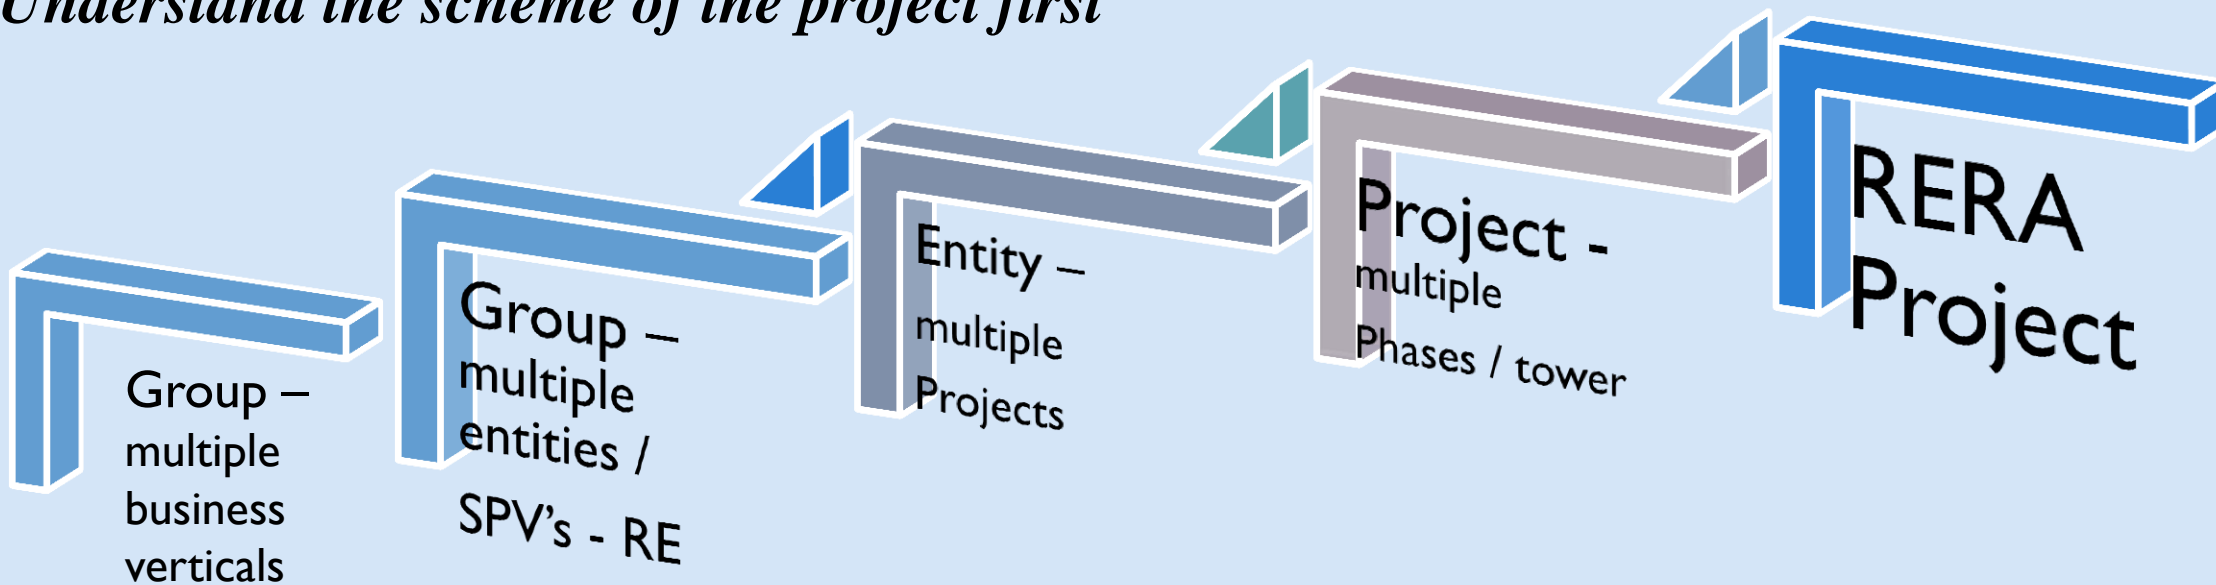 Understand the scheme of the project first
Group –
multiple
business
verticals
Group –
multiple
entities /
SPV's - RE
Entity –
multiple
Projects
Project -
multiple
Phases / tower
RERA
Project